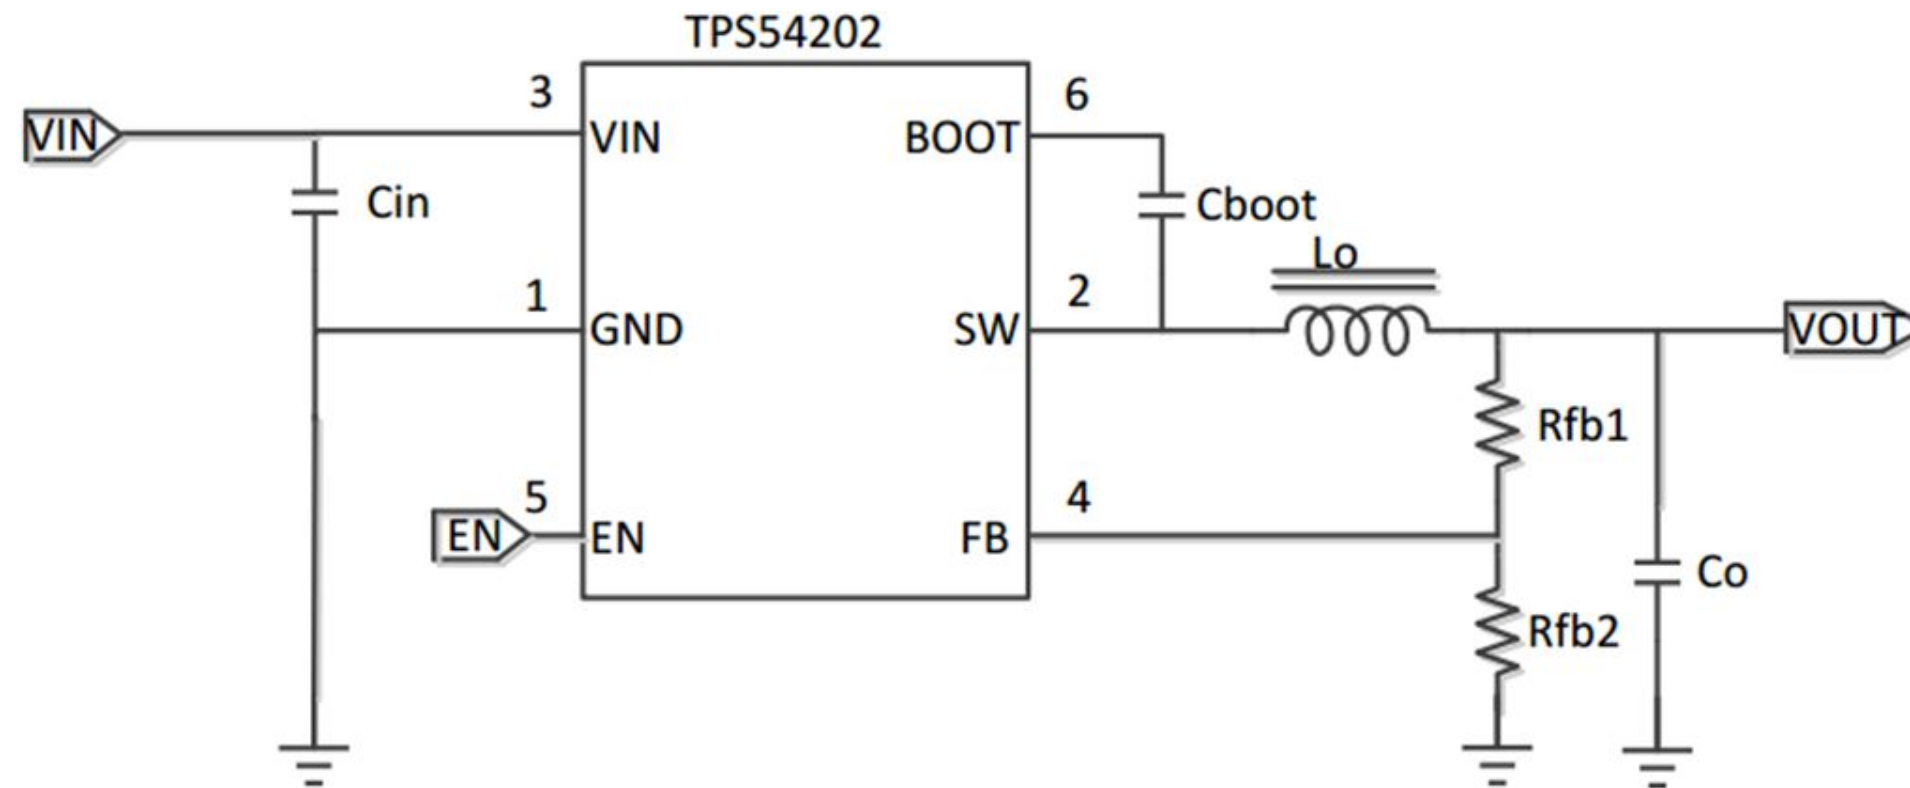 TPS54202
3
6
VIN
VIN
BOOT
Cin
Cboot
Lo
1
2
GND
SW
VOUT
Rfb1
5
4
EN
EN
FB
Co
Rfb2